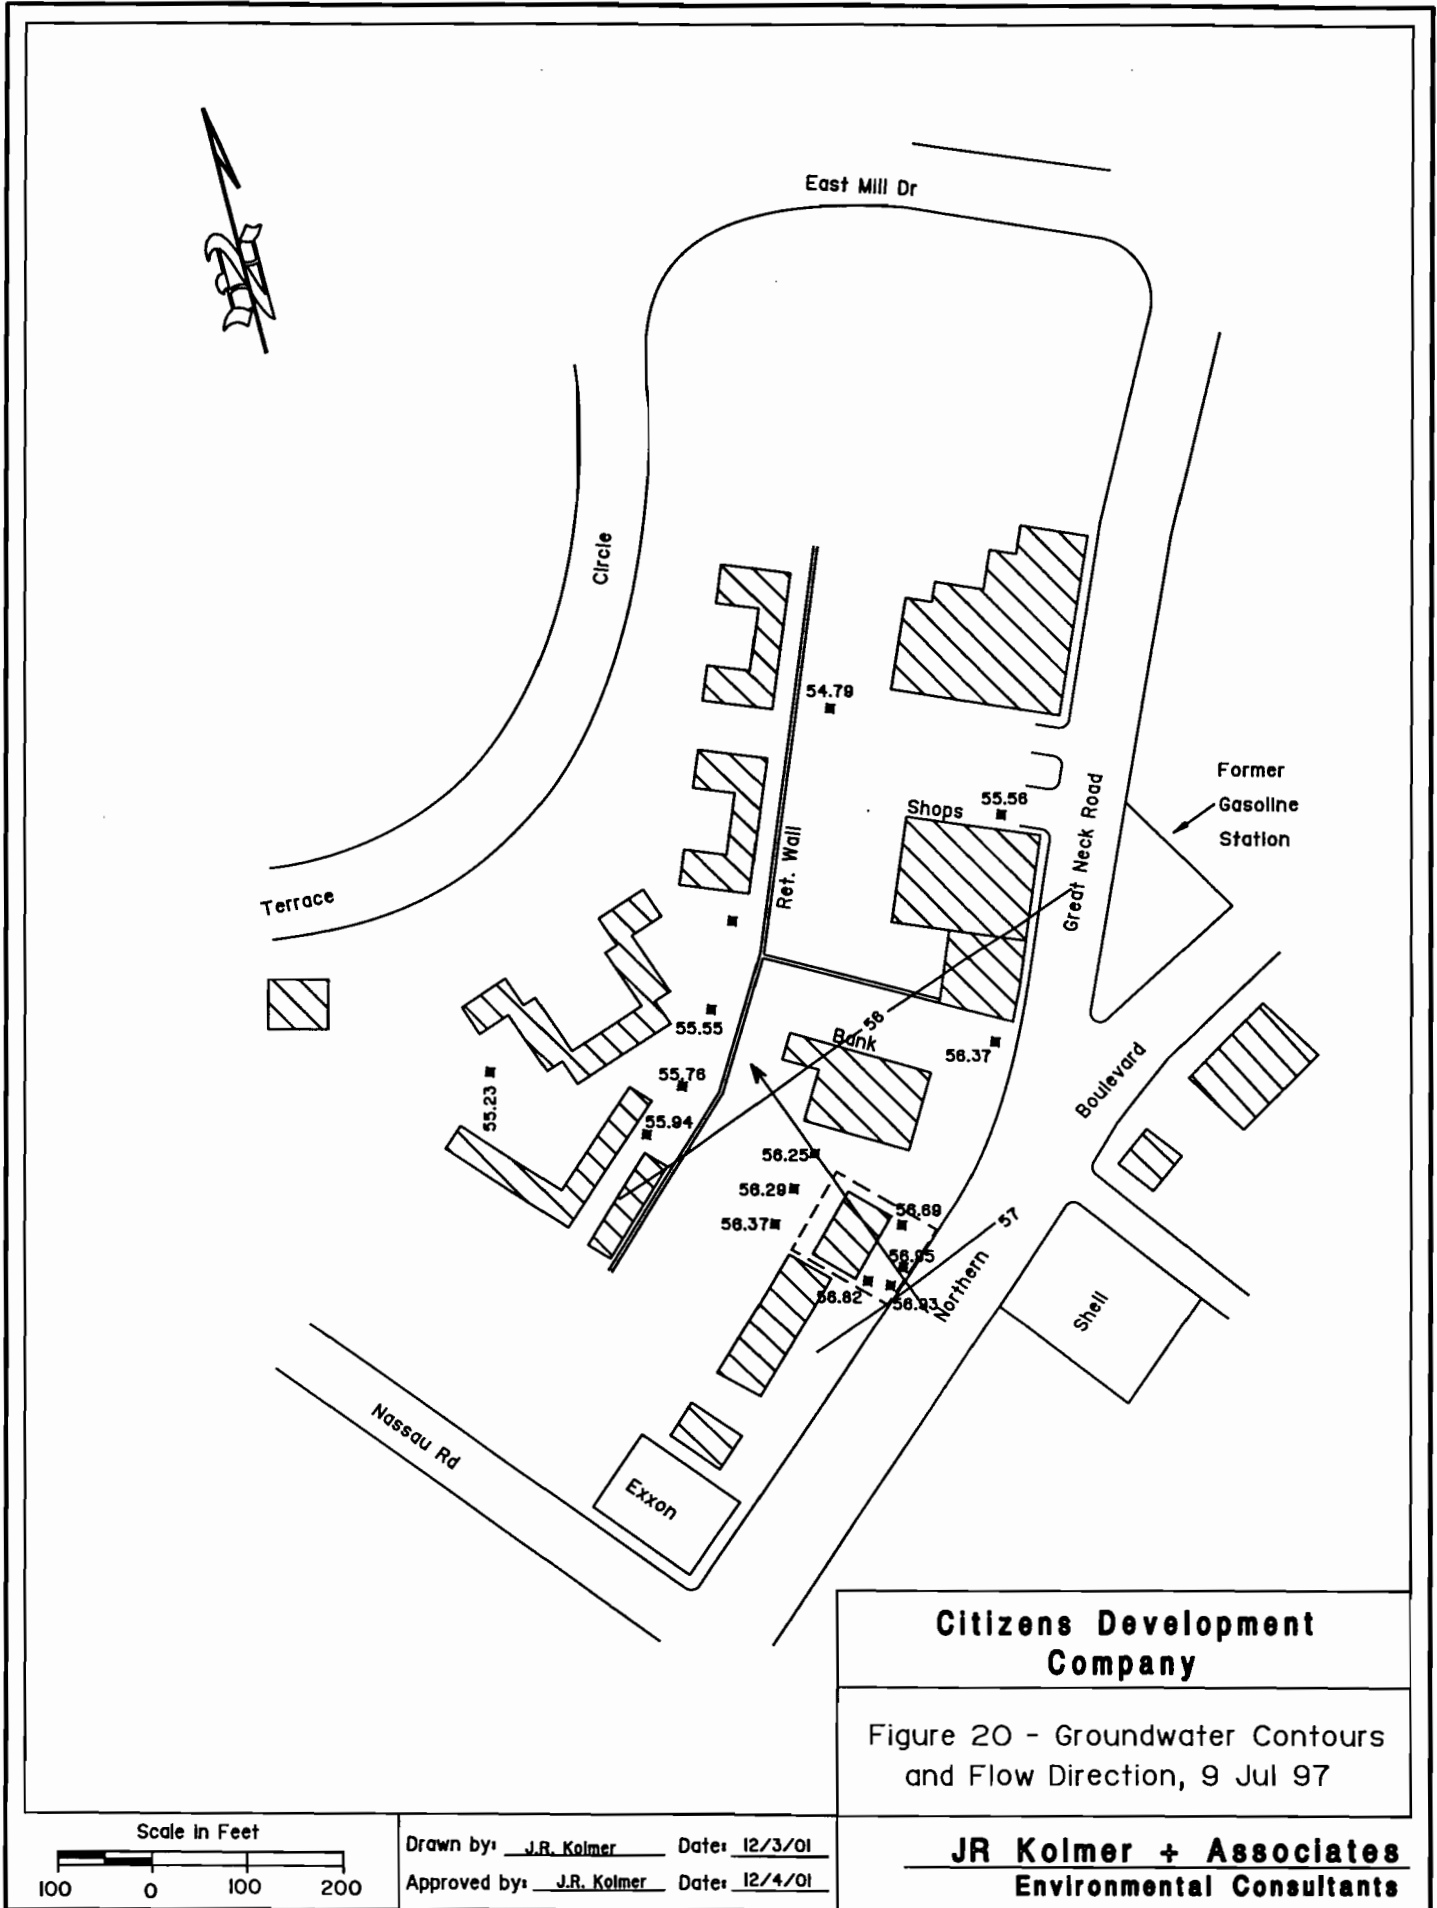 East Mill Dr
Circle
54.79
Former
Gasoline
Station
55.56
Shops
Great Neck Road
Ret. Wall
Terrace
55.55
56
Bank
56.37
Boulevard
55.76
55.23
55.94
56.25
56.29
56.37
56.69
57
56.95
56.82
56.93
Northern
Shell
Nassau Rd
Exxon
Citizens Development
Company
Figure 20 - Groundwater Contours
and Flow Direction, 9 Jul 97
Scale in Feet
100 0 100 200
Drawn by: J.R. Kolmer Date: 12/3/01
Approved by: J.R. Kolmer Date: 12/4/01
JR Kolmer + Associates
Environmental Consultants